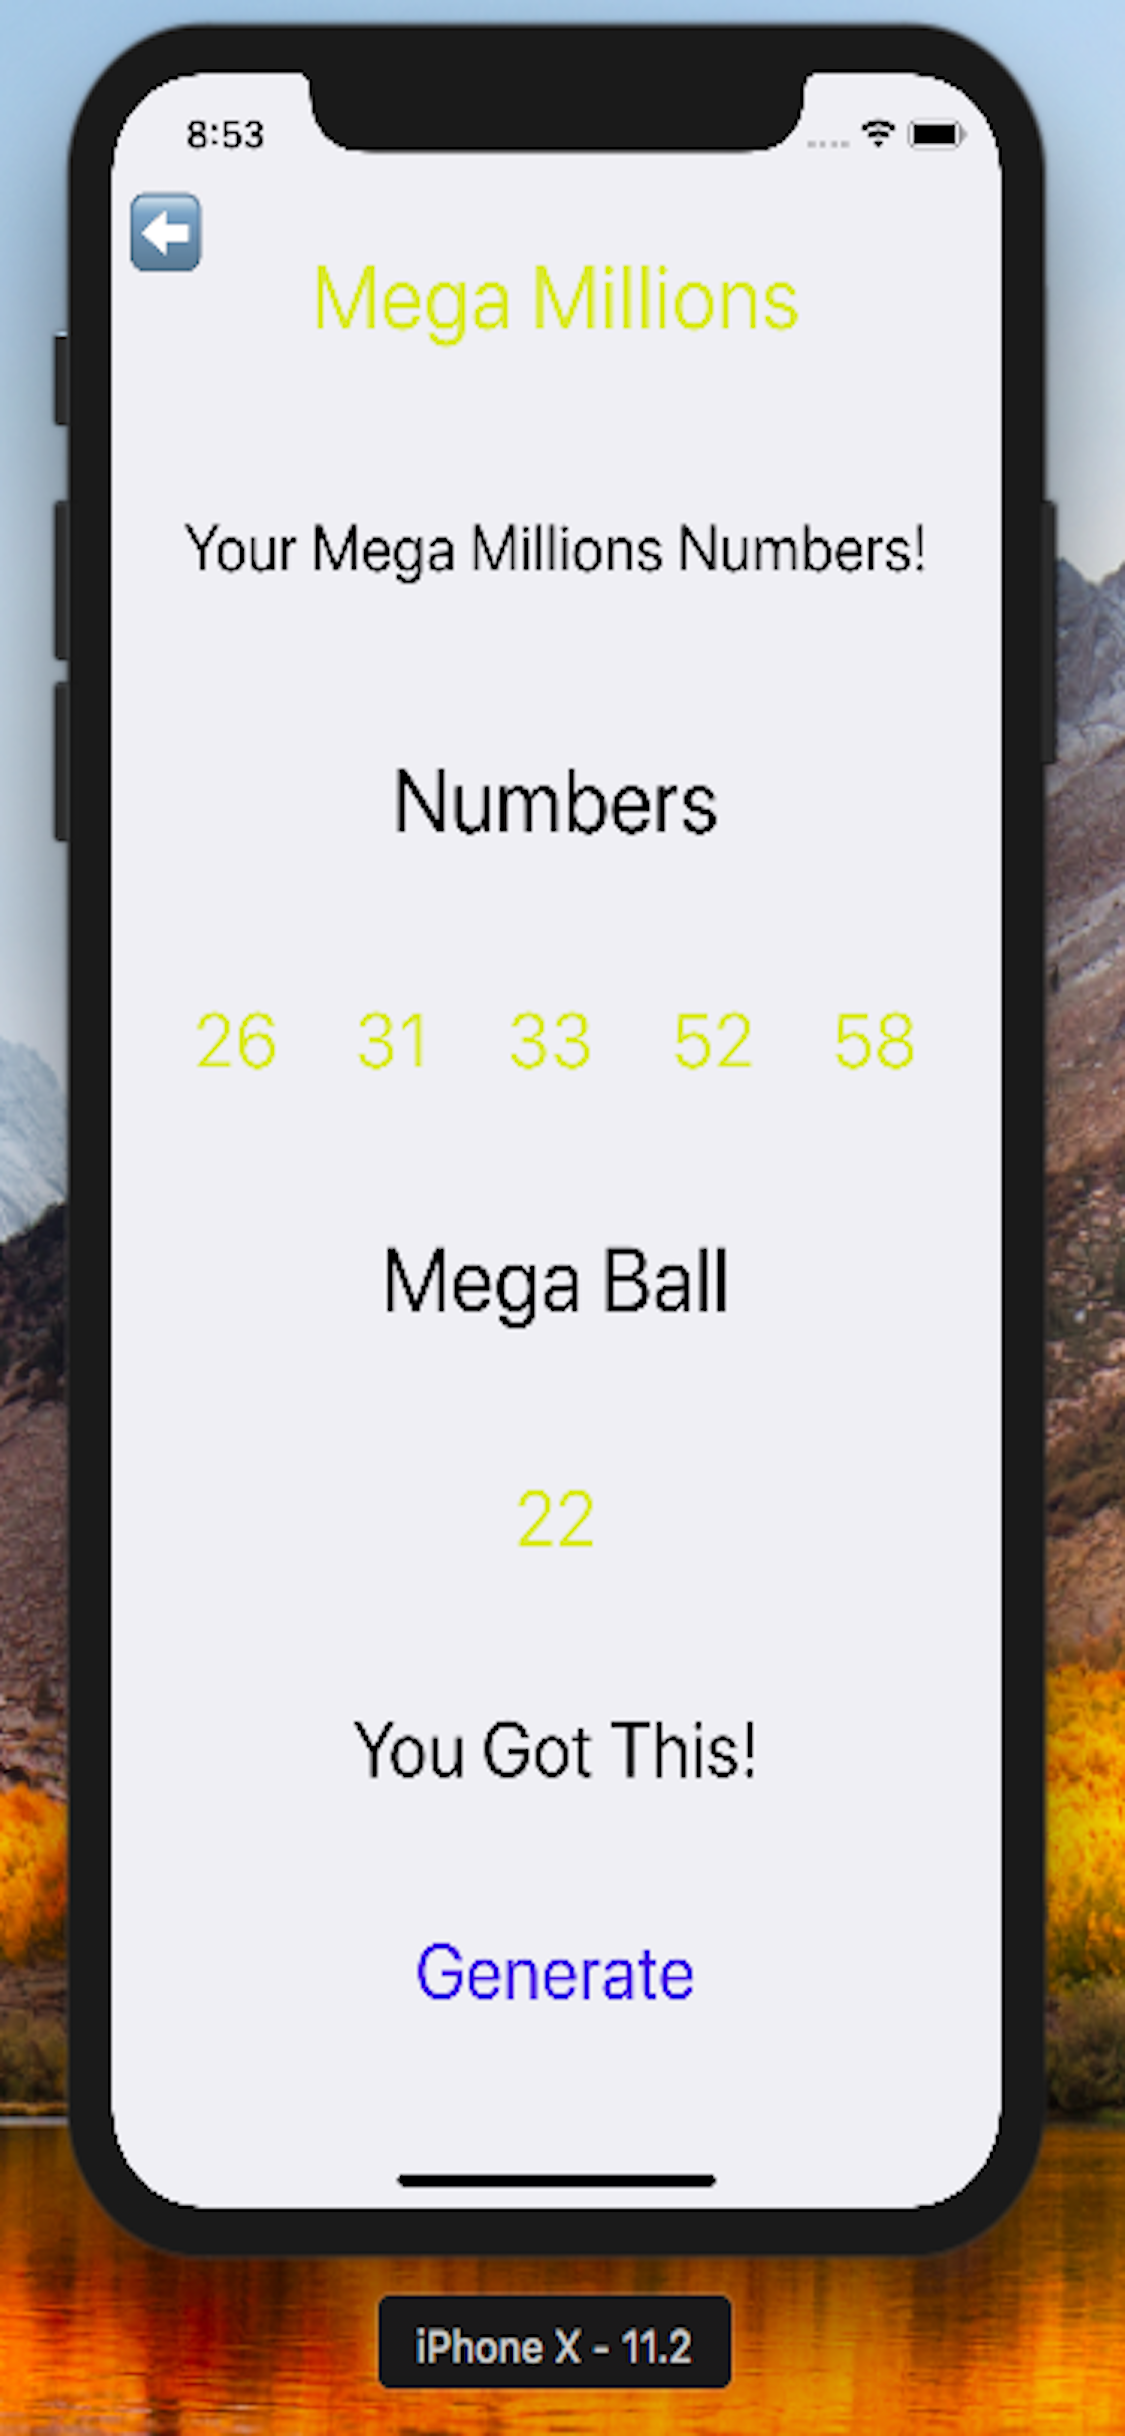 8:53
Mega Millions
Your Mega Millions Numbers!
Numbers
26 31 33 52 58
Mega Ball
22
You Got This!
Generate
iPhone X - 11.2